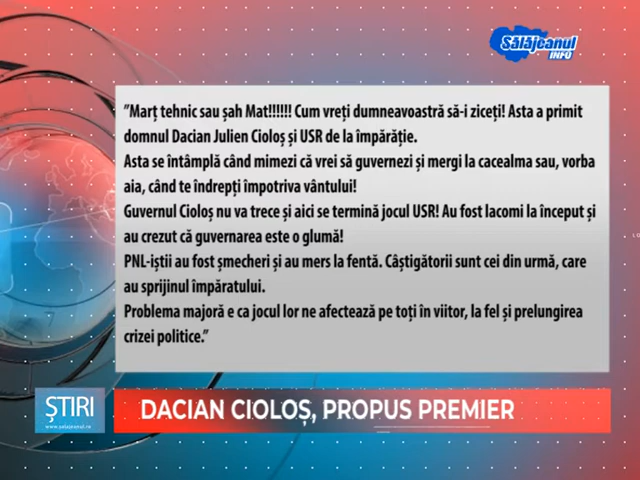 Sălăjeanul
INFO
"Marț tehnic sau șah Mat!!!!!! Cum vreți dumneavoastră să-i ziceți! Asta a primit
domnul Dacian Julien Cioloș și USR de la împărăție.
Asta se întâmplă când mimezi că vrei să guvernezi și mergi la cacealma sau, vorba
aia, când te îndrepți împotriva vântului!
Guvernul Cioloș nu va trece și aici se termină jocul USR! Au fost lacomi la început și
au crezut că guvernarea este o glumă!
PNL-iștii au fost șmecheri și au mers la fentă. Câștigătorii sunt cei din urmă, care
au sprijinul împăratului.
Problema majoră e ca jocul lor ne afectează pe toți în viitor, la fel și prelungirea
crizei politice."
ȘTIRI
www.salajeanul.ro
DACIAN CIOLOȘ, PROPUS PREMIER